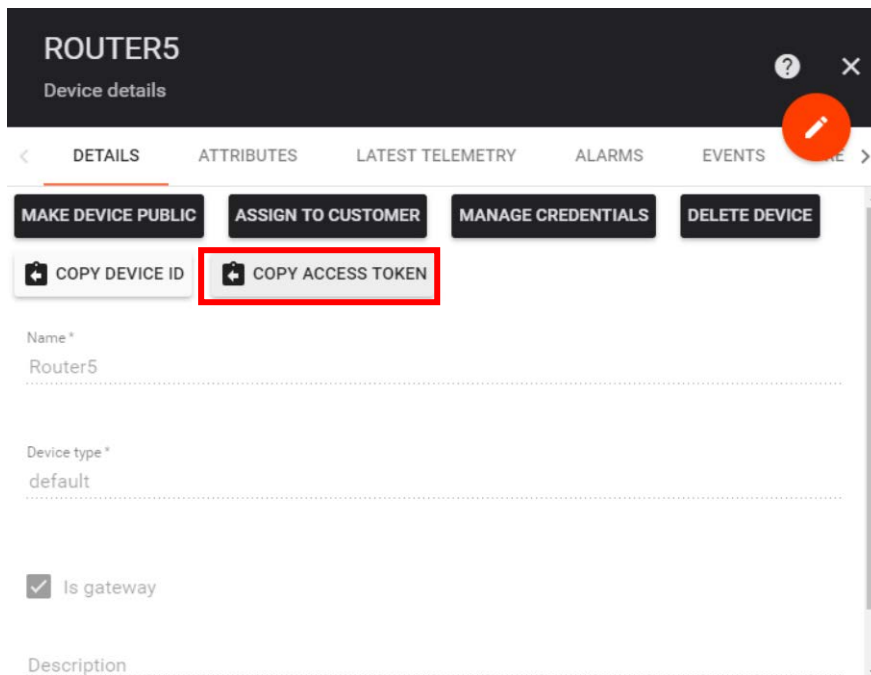 ROUTER5
Device details
DETAILS ATTRIBUTES LATEST TELEMETRY ALARMS EVENTS
MAKE DEVICE PUBLIC ASSIGN TO CUSTOMER MANAGE CREDENTIALS DELETE DEVICE
COPY DEVICE ID COPY ACCESS TOKEN
Name*
Router5
Device type*
default
Is gateway
Description